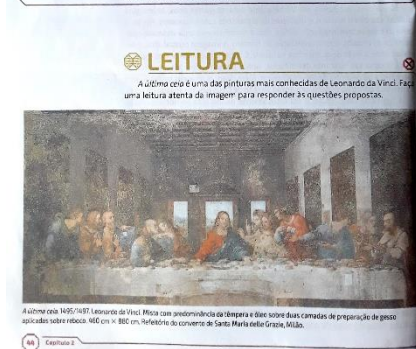 LEITURA
A última ceia é uma das pinturas mais conhecidas de Leonardo da Vinci. Faça
uma leitura atenta da imagem para responder às questões propostas.
A última ceia. 1495/1497. Leonardo da Vinci. Mista com predominância da têmpera e óleo sobre duas camadas de preparação de gesso
aplicadas sobre reboco. 460 cm × 880 cm. Refeitório do convento de Santa Maria delle Grazie, Milão.
44 Capítulo 2